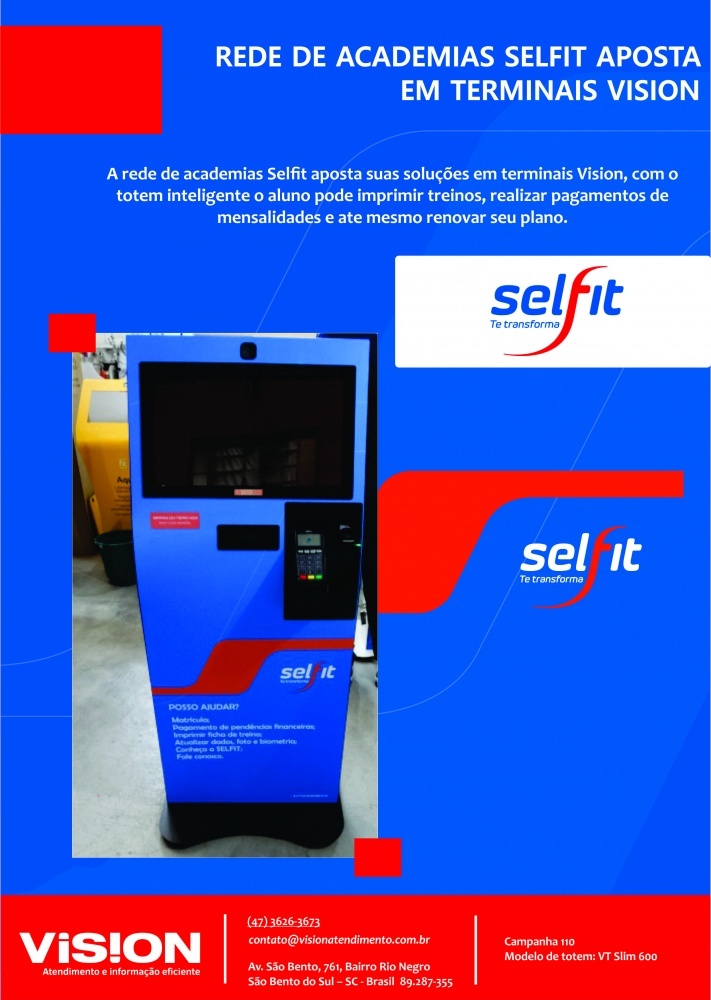 REDE DE ACADEMIAS SELFIT APOSTA
EM TERMINAIS VISION
A rede de academias Selfit aposta suas soluções em terminais Vision, com o
totem inteligente o aluno pode imprimir treinos, realizar pagamentos de
mensalidades e ate mesmo renovar seu plano.
selfit
Te transforma
selfit
Te transforma
selfit
Te transforma
POSSO AJUDAR?
Matrícula;
Pagamento de pendências financeiras;
Imprimir ficha de treino;
Atualizar dados, foto e biometria;
Conheça a SELFIT;
Fale conosco.
ViS!ON
Atendimento e informação eficiente
(47) 3626-3673
contato@visionatendimento.com.br
Av. São Bento, 761, Bairro Rio Negro
São Bento do Sul – SC - Brasil 89.287-355
Campanha 110
Modelo de totem: VT Slim 600